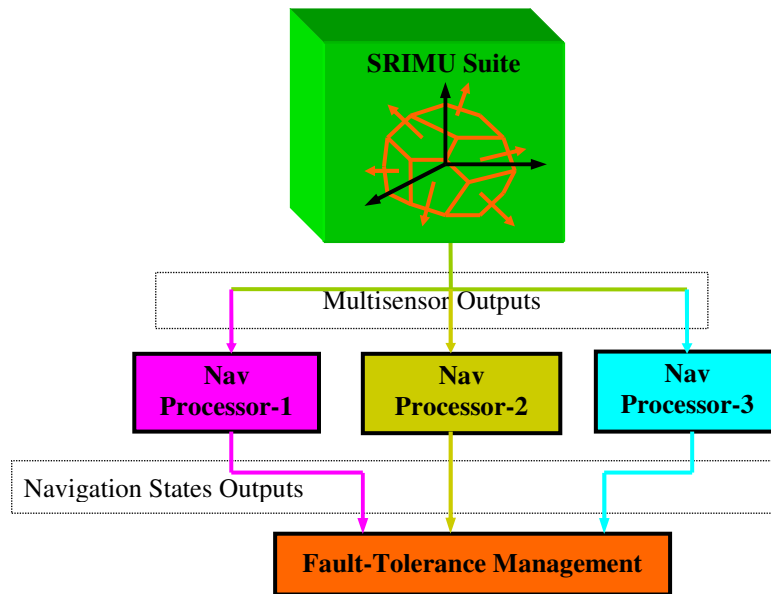 SRIMU Suite
Multisensor Outputs
Nav
Processor-1
Nav
Processor-2
Nav
Processor-3
Navigation States Outputs
Fault-Tolerance Management